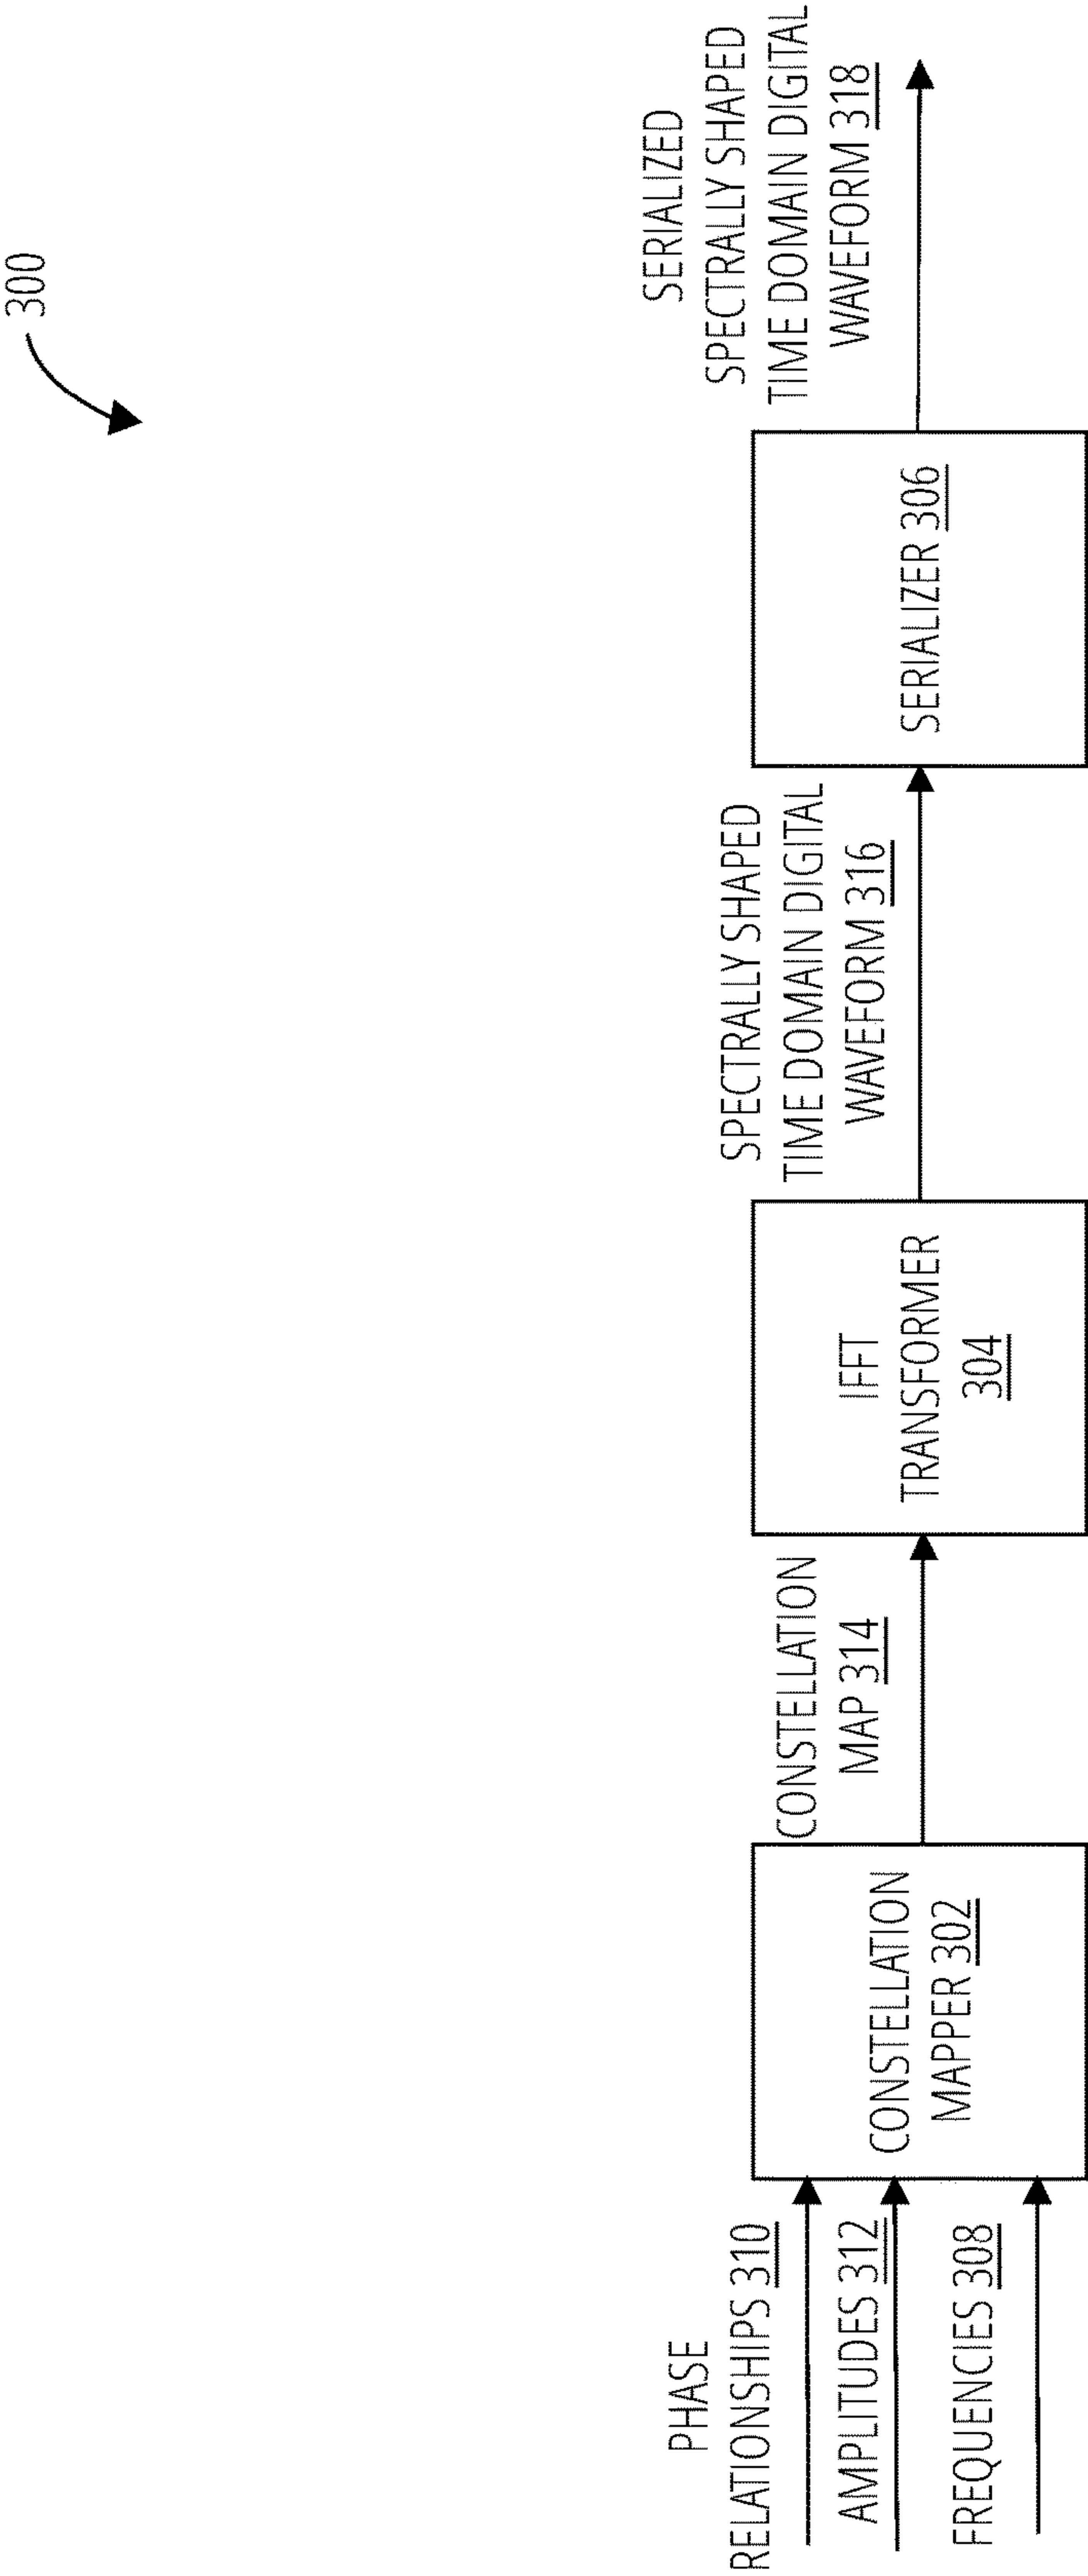 300
PHASE
RELATIONSHIPS 310
AMPLITUDES 312
FREQUENCIES 308
CONSTELLATION
MAPPER 302
CONSTELLATION
MAP 314
IFFT
TRANSFORMER
304
SPECTRALLY SHAPED
TIME DOMAIN DIGITAL
WAVEFORM 316
SERIALIZER 306
SERIALIZED
SPECTRALLY SHAPED
TIME DOMAIN DIGITAL
WAVEFORM 318